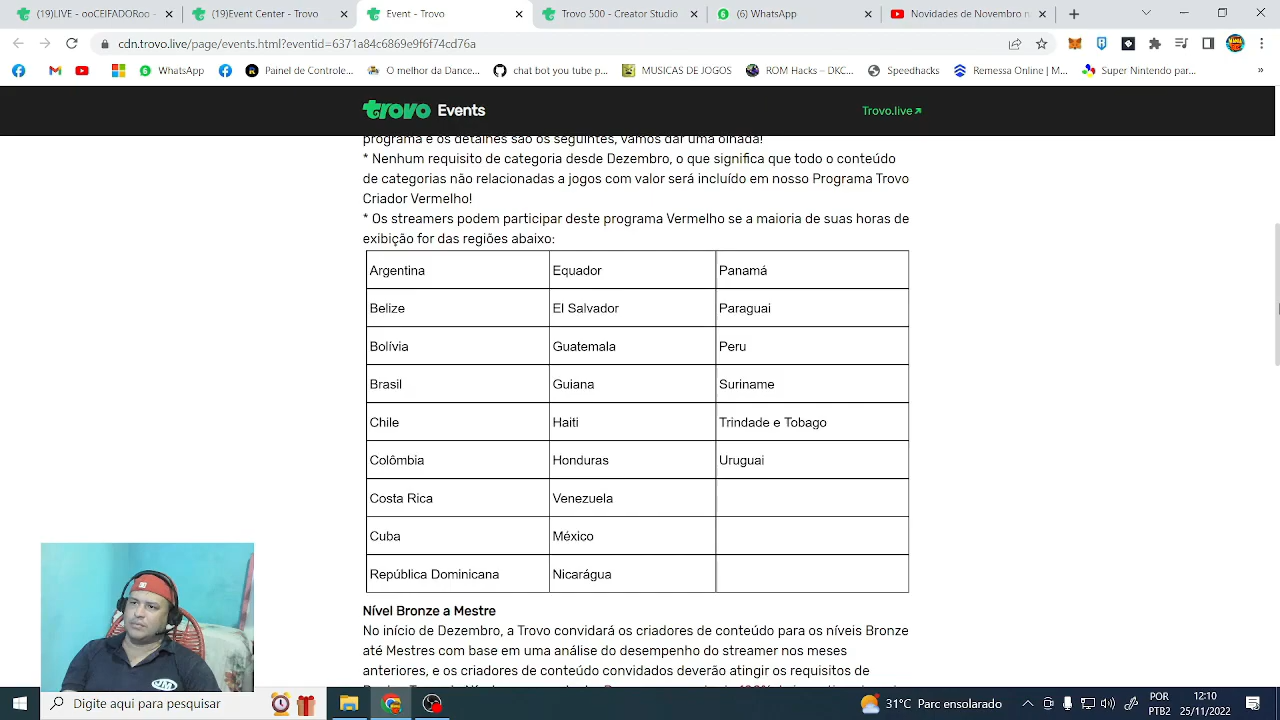 (19)LIVE - ooCEIFADORoo -
(19)Event Center - TROVO
Event - Trovo
Trovo 500 - Creator Studio
(6) WhatsApp
Novidades de Novembro n
cdn.trovo.live/page/events.html?eventid=6371a84c6869e9f6f74cd76a
WhatsApp
Painel de Controle...
O melhor da Dance...
chat bot you tube p...
MUSICAS DE JOGOS
ROM Hacks – DKC...
Speedhacks
Remessa Online | M...
Super Nintendo par...
»
trovo Events
Trovo.live
programa e os detalhes são os seguintes, vamos dar uma olhada!
* Nenhum requisito de categoria desde Dezembro, o que significa que todo o conteúdo
de categorias não relacionadas a jogos com valor será incluído em nosso Programa Trovo
Criador Vermelho!
* Os streamers podem participar deste programa Vermelho se a maioria de suas horas de
exibição for das regiões abaixo:
Argentina Equador Panamá
Belize El Salvador Paraguai
Bolívia Guatemala Peru
Brasil Guiana Suriname
Chile Haiti Trindade e Tobago
Colômbia Honduras Uruguai
Costa Rica Venezuela
Cuba México
República Dominicana Nicarágua
Nível Bronze a Mestre
No início de Dezembro, a Trovo convidará os criadores de conteúdo para os níveis Bronze
até Mestres com base em uma análise do desempenho do streamer nos meses
anteriores, e os criadores de conteúdo convidados deverão atingir os requisitos de
JM
Digite aqui para pesquisar
31°C Parc ensolarado
POR
PTB2
12:10
25/11/2022